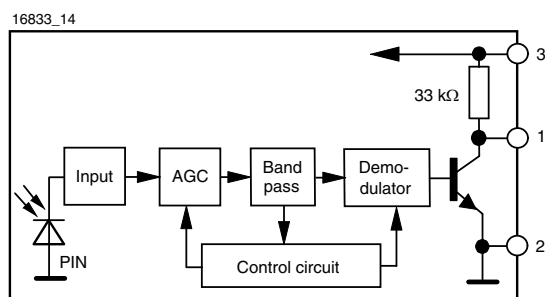 16833_14
3
33 kΩ
1
Input
AGC
Band
pass
Demo-
dulator
2
PIN
Control circuit